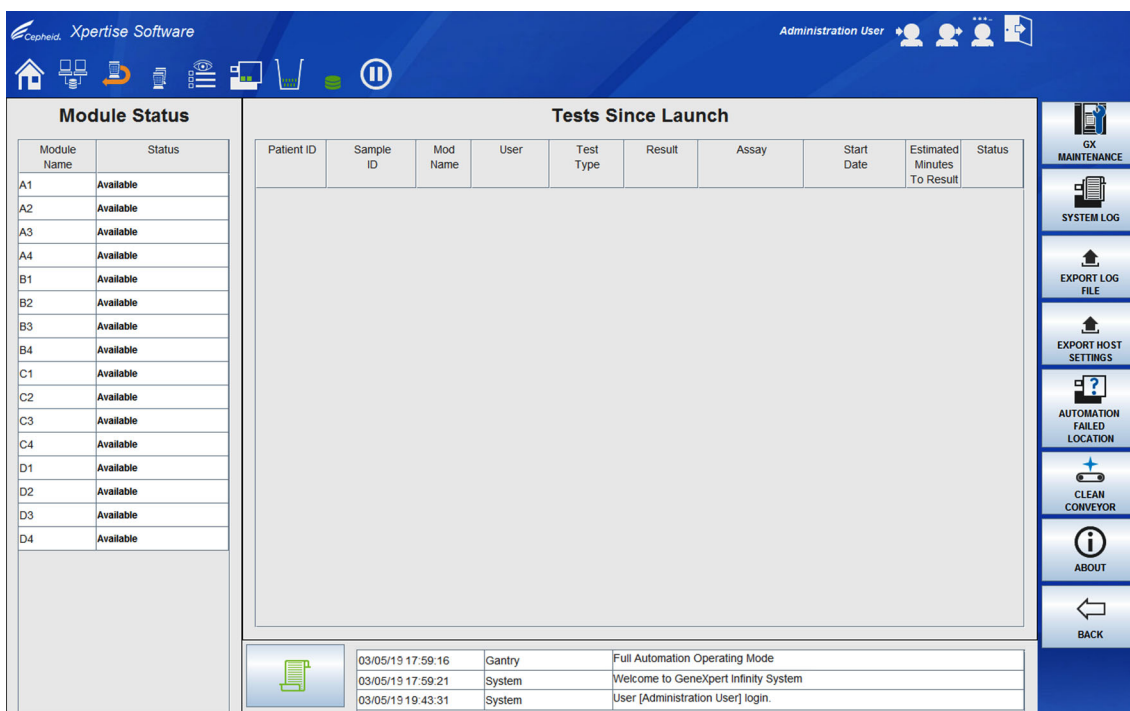 Cepheid. Xpertise Software
Administration User
Module Status
Module Name Status
A1 Available
A2 Available
A3 Available
A4 Available
B1 Available
B2 Available
B3 Available
B4 Available
C1 Available
C2 Available
C3 Available
C4 Available
D1 Available
D2 Available
D3 Available
D4 Available
Tests Since Launch
Patient ID Sample ID Mod Name User Test Type Result Assay Start Date Estimated Minutes To Result Status
03/05/19 17:59:16 Gantry Full Automation Operating Mode
03/05/19 17:59:21 System Welcome to GeneXpert Infinity System
03/05/19 19:43:31 System User [Administration User] login.
GX
MAINTENANCE
SYSTEM LOG
EXPORT LOG
FILE
EXPORT HOST
SETTINGS
AUTOMATION
FAILED
LOCATION
CLEAN
CONVEYOR
ABOUT
BACK